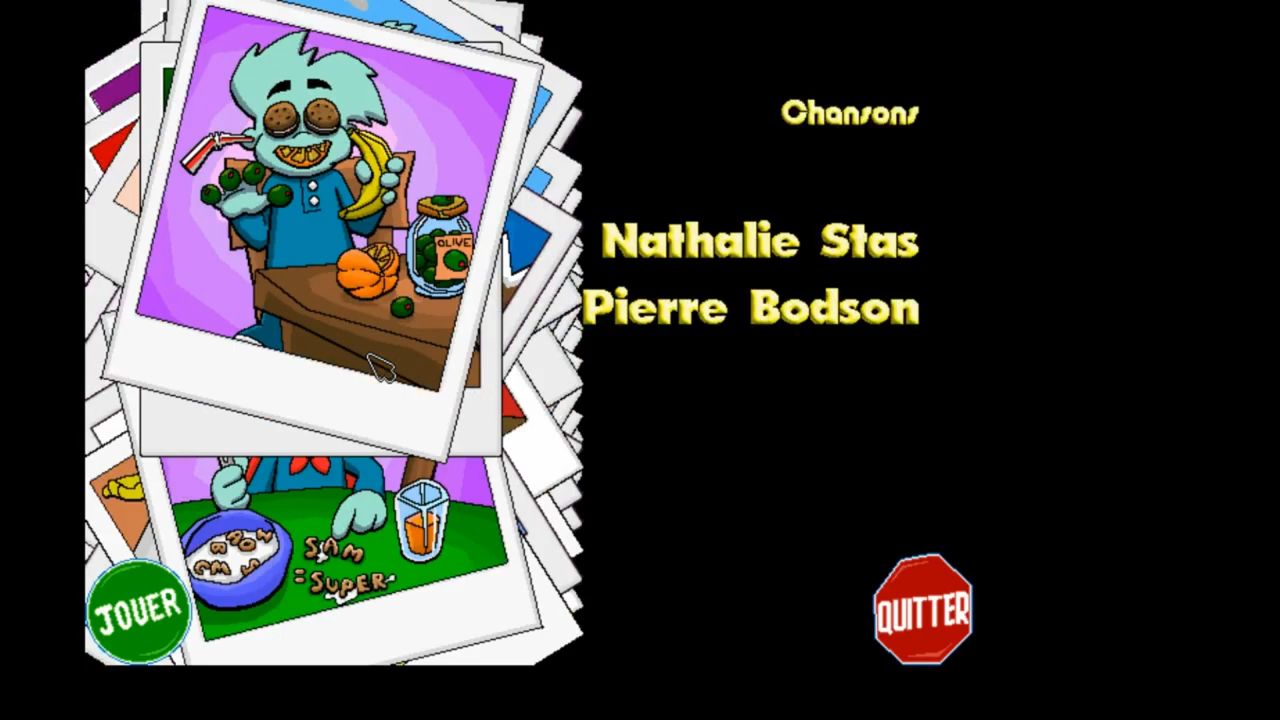 Chansons
Nathalie Stas
Pierre Bodson
OLIVE
SAM
=SUPER
JOUER
QUITTER